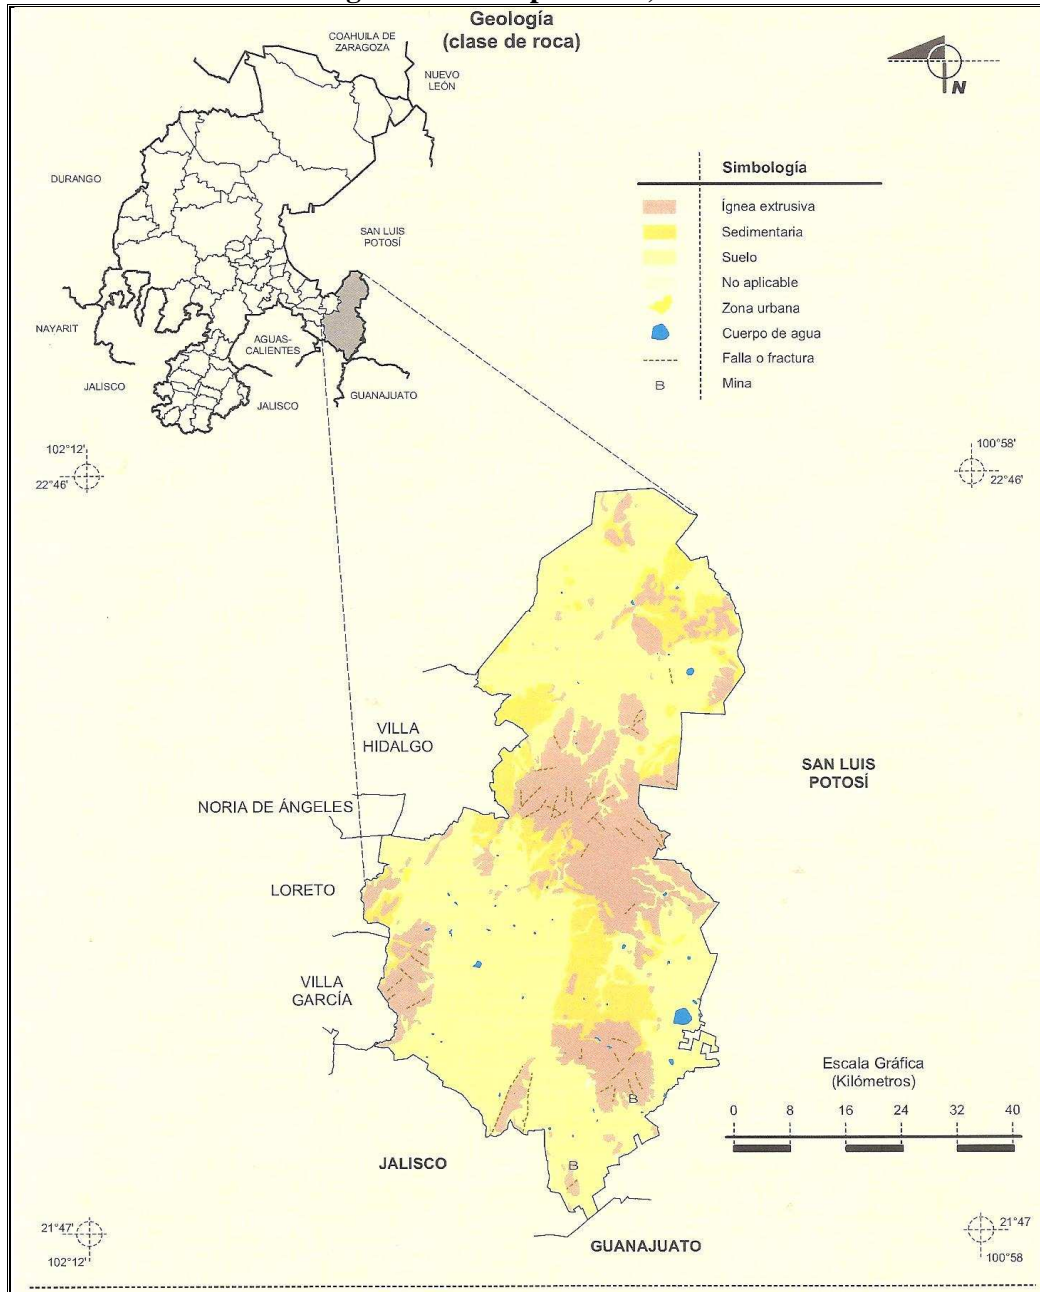 Geología
(clase de roca)
COAHUILA DE
ZARAGOZA
NUEVO
LEÓN
N
DURANGO
SAN LUIS
POTOSÍ
NAYARIT
AGUAS-
CALIENTES
JALISCO
JALISCO
GUANAJUATO
Simbología
Ígnea extrusiva
Sedimentaria
Suelo
No aplicable
Zona urbana
Cuerpo de agua
Falla o fractura
B Mina
102°12'
22°46'
100°58'
22°46'
VILLA
HIDALGO
NORIA DE ÁNGELES
LORETO
VILLA
GARCÍA
SAN LUIS
POTOSÍ
B
B
Escala Gráfica
(Kilómetros)
0 8 16 24 32 40
JALISCO
GUANAJUATO
21°47'
102°12'
21°47
100°58